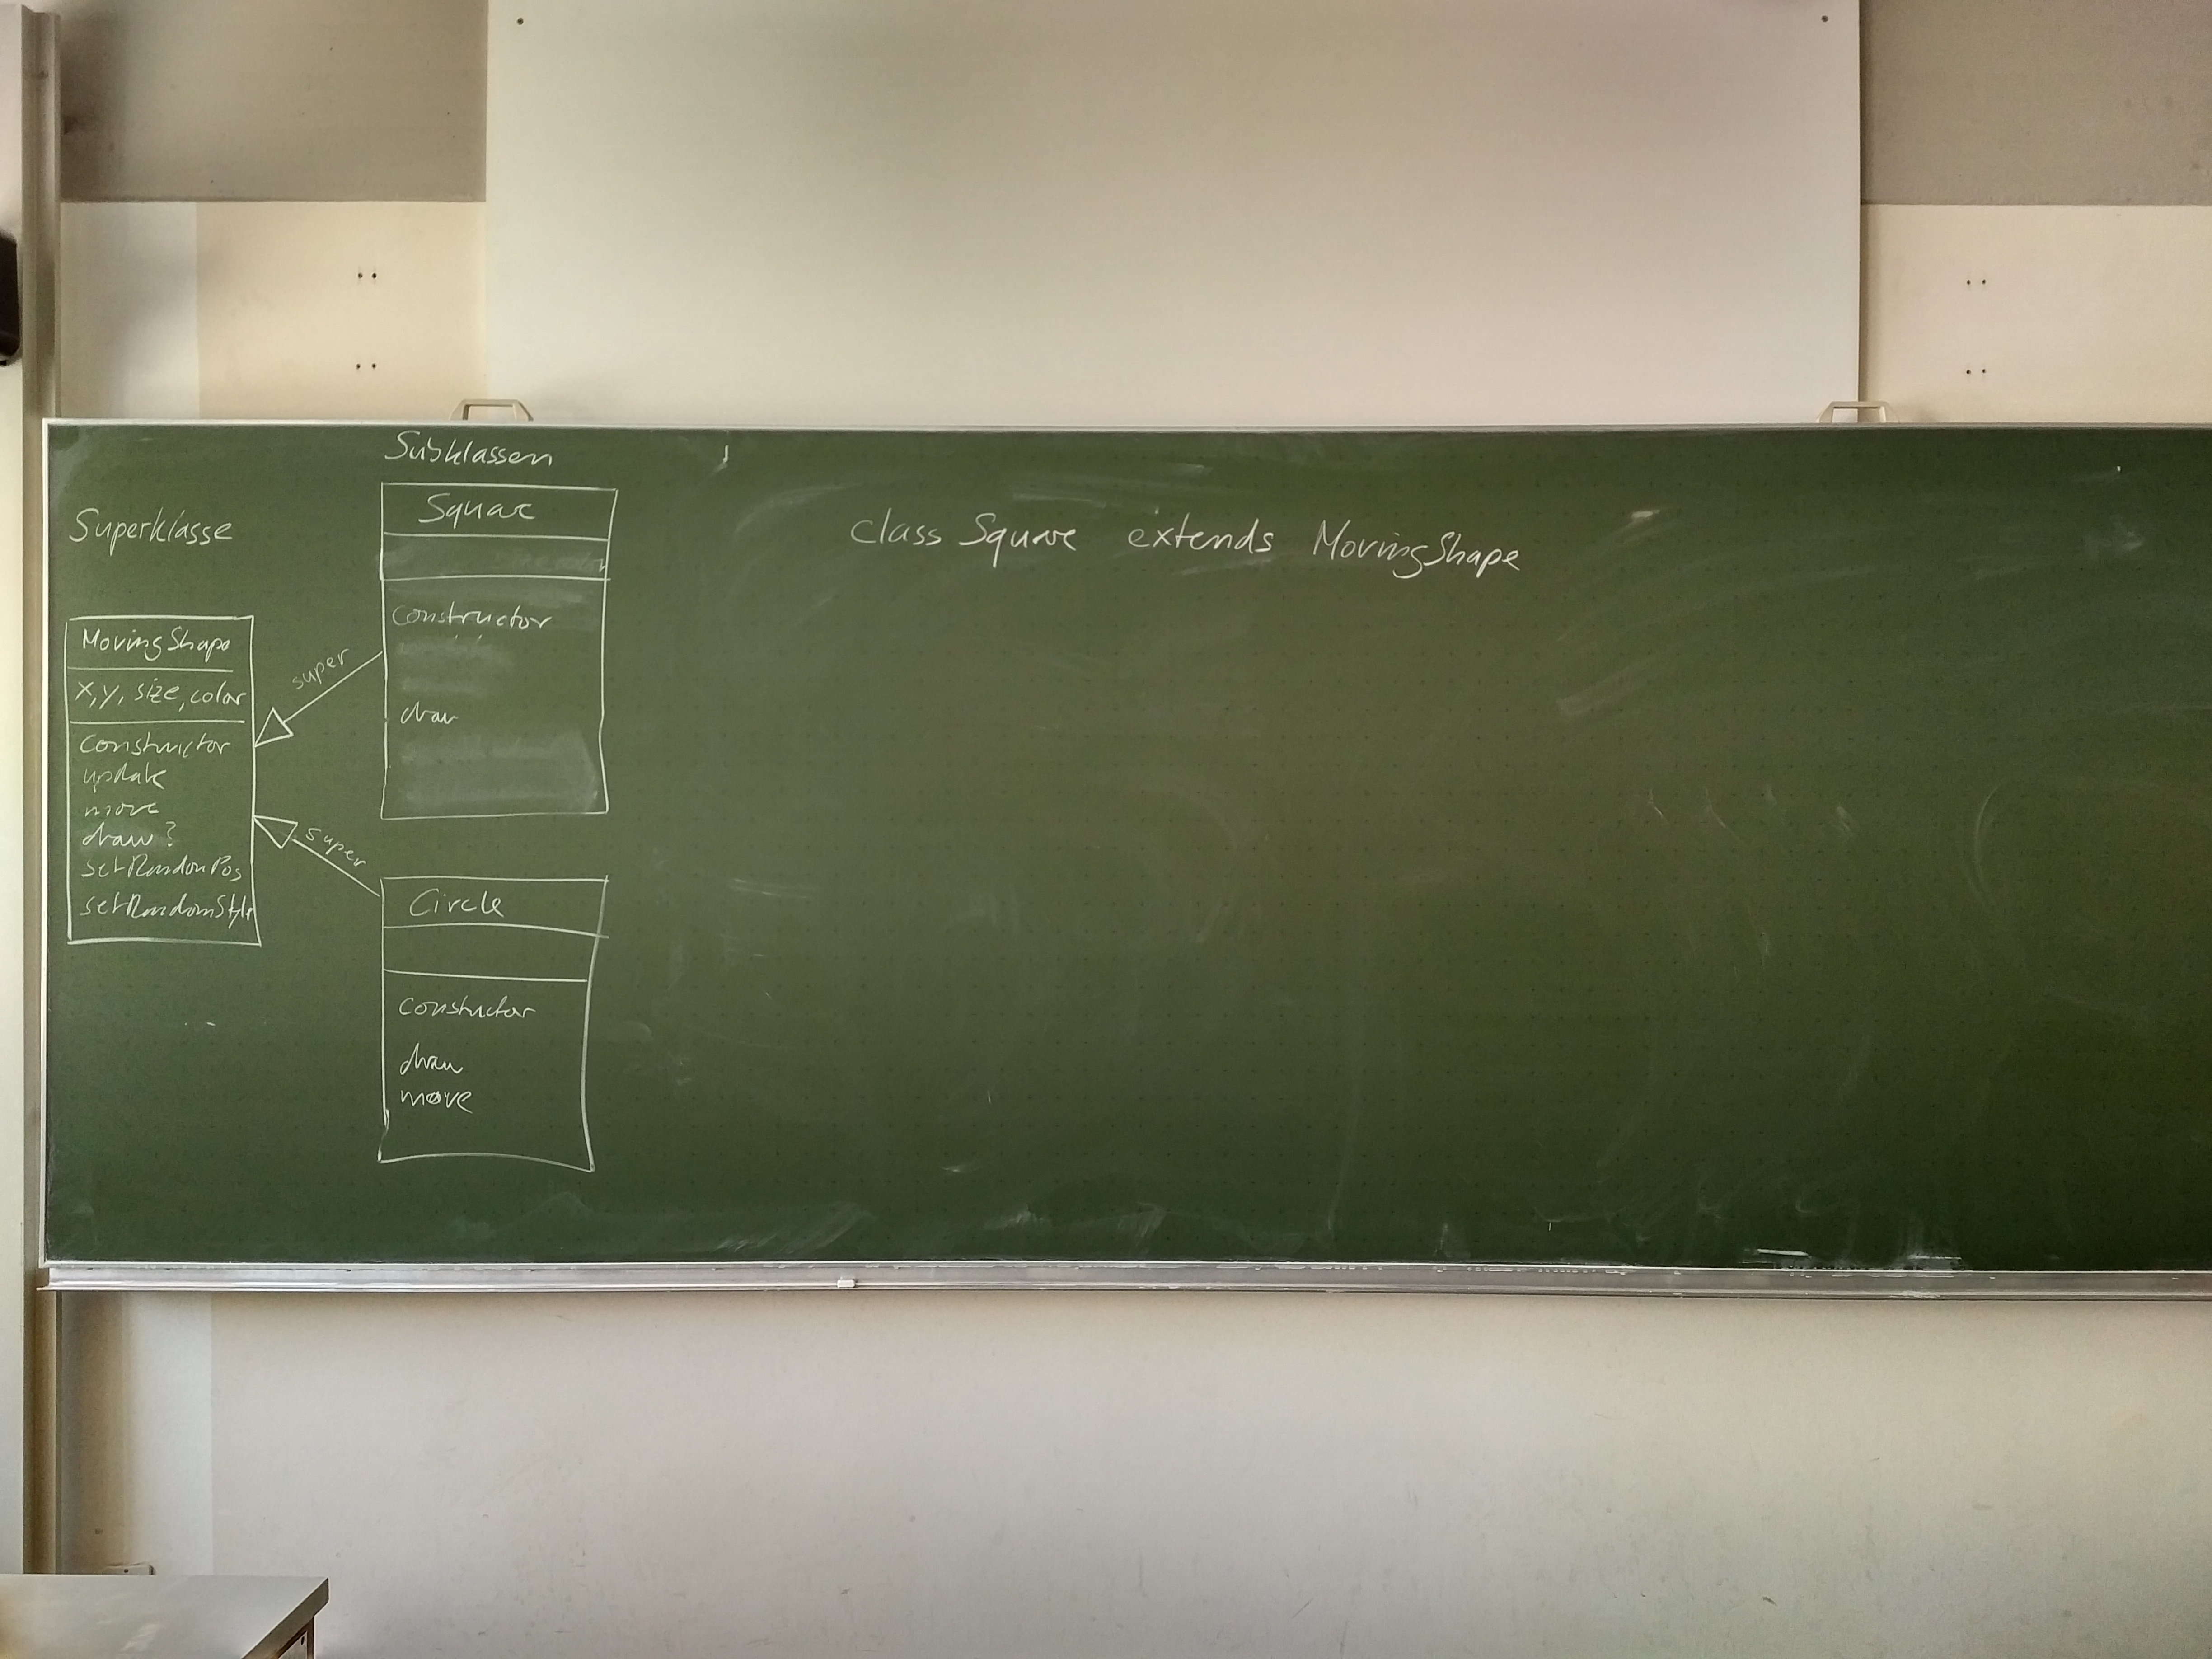 Superklasse
MovingShape
x,y, size, color
constructor
update
move
draw?
setRandomPos
setRandomStyle
super
super
Subklassen
Square
constructor
draw
Circle
constructor
draw
move
class Square extends MovingShape